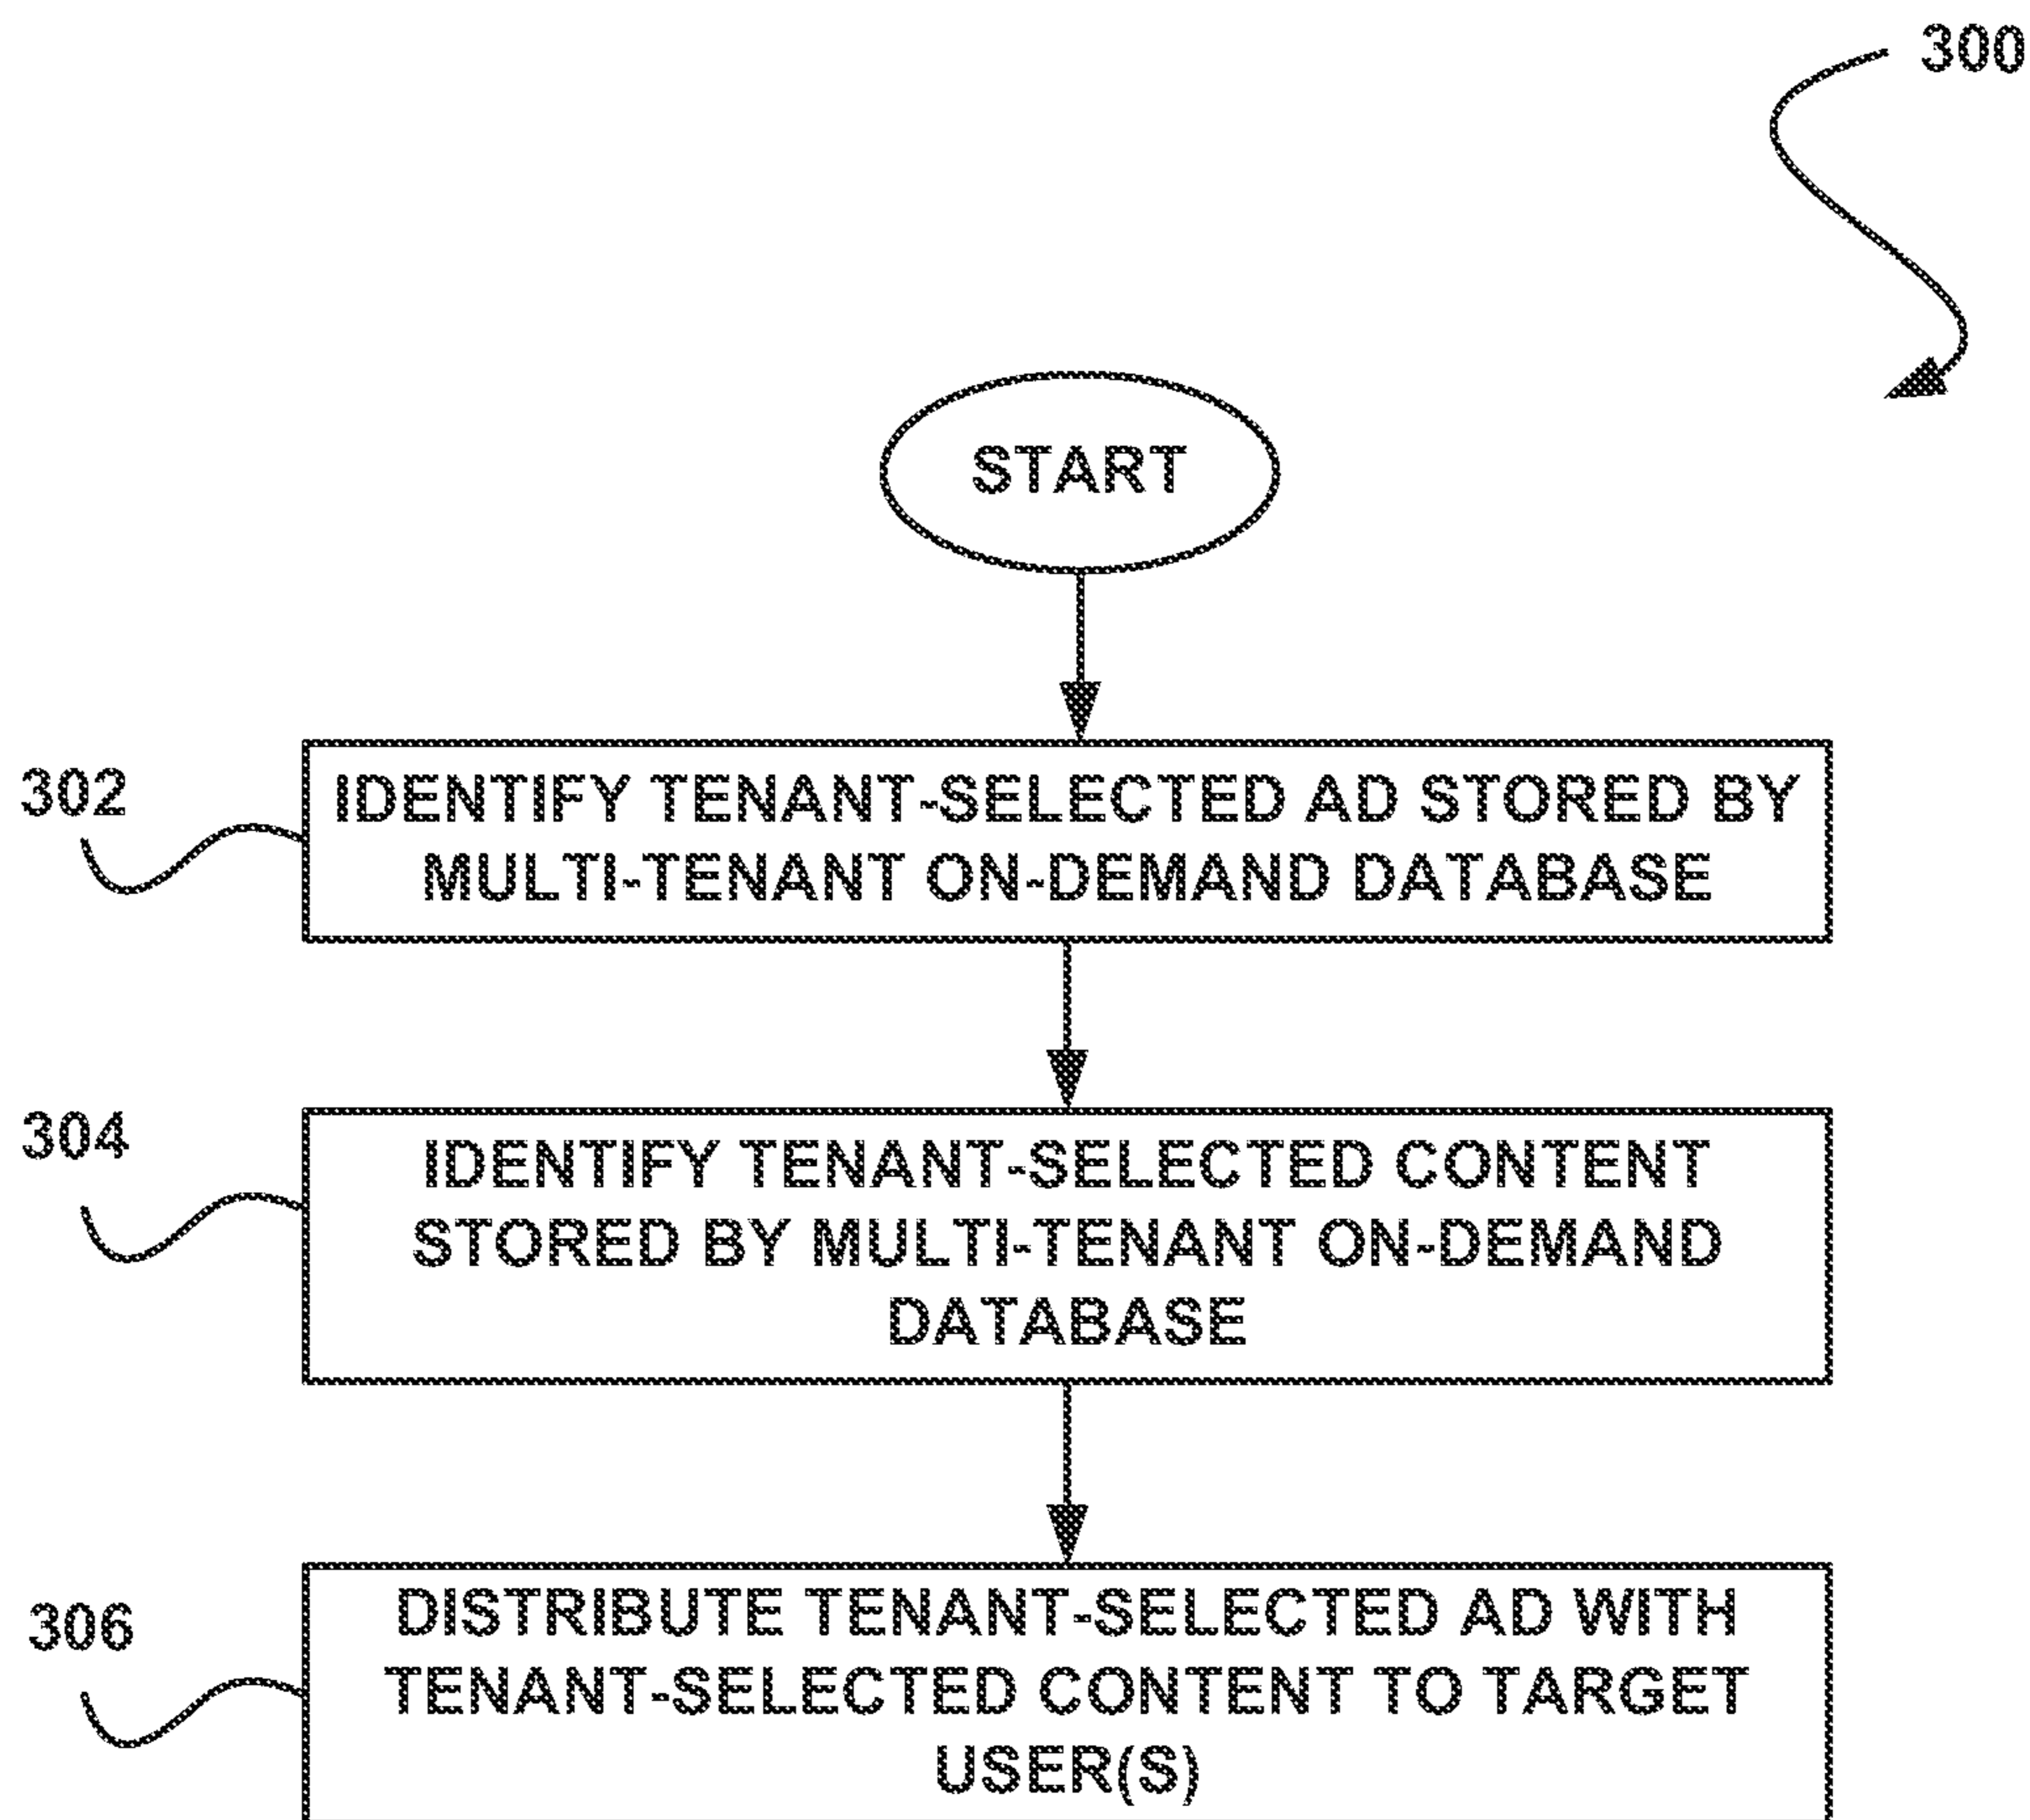 300
START
302
IDENTIFY TENANT-SELECTED AD STORED BY
MULTI-TENANT ON-DEMAND DATABASE
304
IDENTIFY TENANT-SELECTED CONTENT
STORED BY MULTI-TENANT ON-DEMAND
DATABASE
306
DISTRIBUTE TENANT-SELECTED AD WITH
TENANT-SELECTED CONTENT TO TARGET
USER(S)